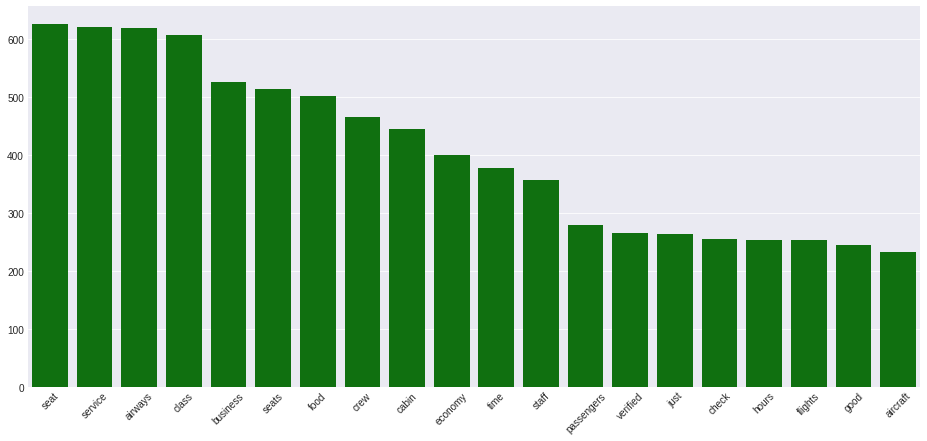 600
500
400
300
200
100
0
seat
service
airways
class
business
seats
food
crew
cabin
economy
time
staff
passengers
verified
just
check
hours
flights
good
aircraft